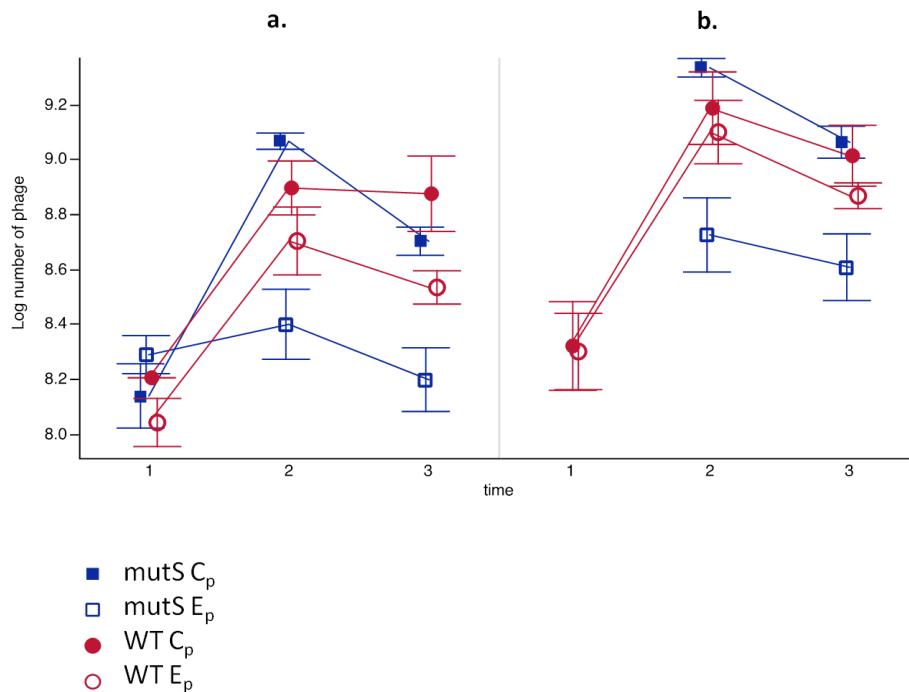 a.
b.
Log number of phage
9.2
9.0
8.8
8.6
8.4
8.2
8.0
1 2 3 1 2 3
time
mutS Cp
mutS Ep
WT Cp
WT Ep